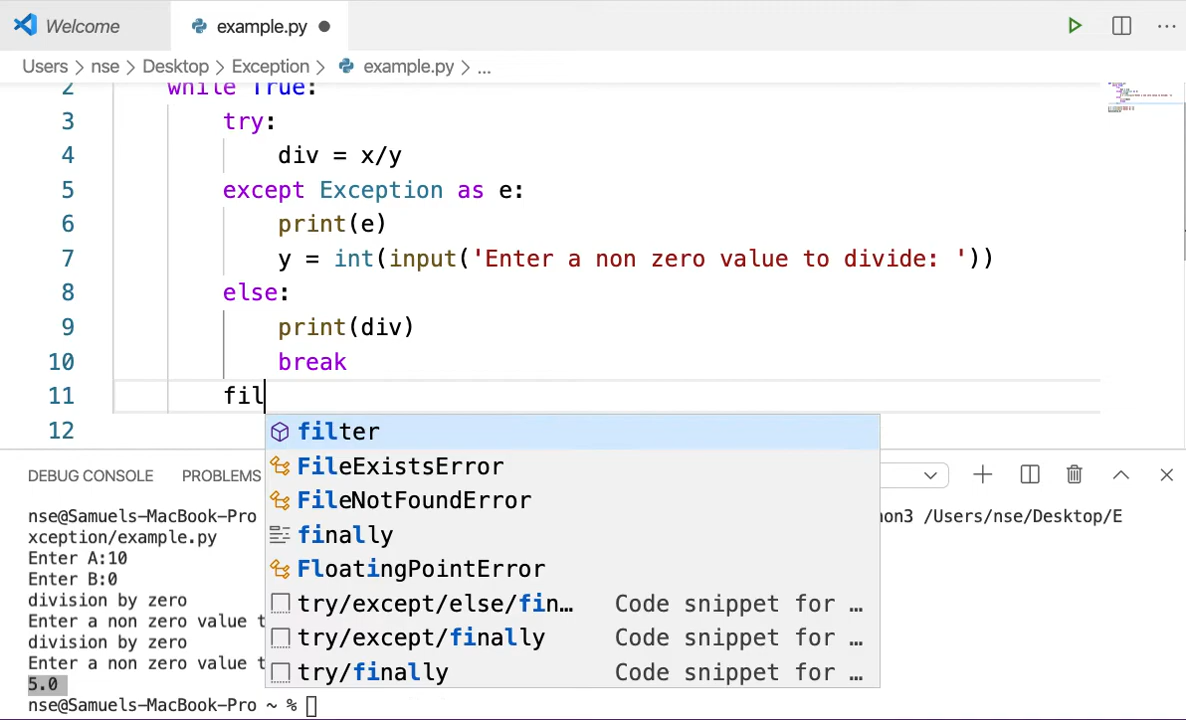 Welcome example.py
Users > nse > Desktop > Exception > example.py > ...
2 while True:
3 try:
4 div = x/y
5 except Exception as e:
6 print(e)
7 y = int(input('Enter a non zero value to divide: '))
8 else:
9 print(div)
10 break
11 fil
12
filter
FileExistsError
FileNotFoundError
finally
FloatingPointError
try/except/else/fin… Code snippet for …
try/except/finally Code snippet for …
try/finally Code snippet for …
DEBUG CONSOLE PROBLEMS
nse@Samuels-MacBook-Pro hon3 /Users/nse/Desktop/E
xception/example.py
Enter A:10
Enter B:0
division by zero
Enter a non zero value t
division by zero
Enter a non zero value t
5.0
nse@Samuels-MacBook-Pro ~ %